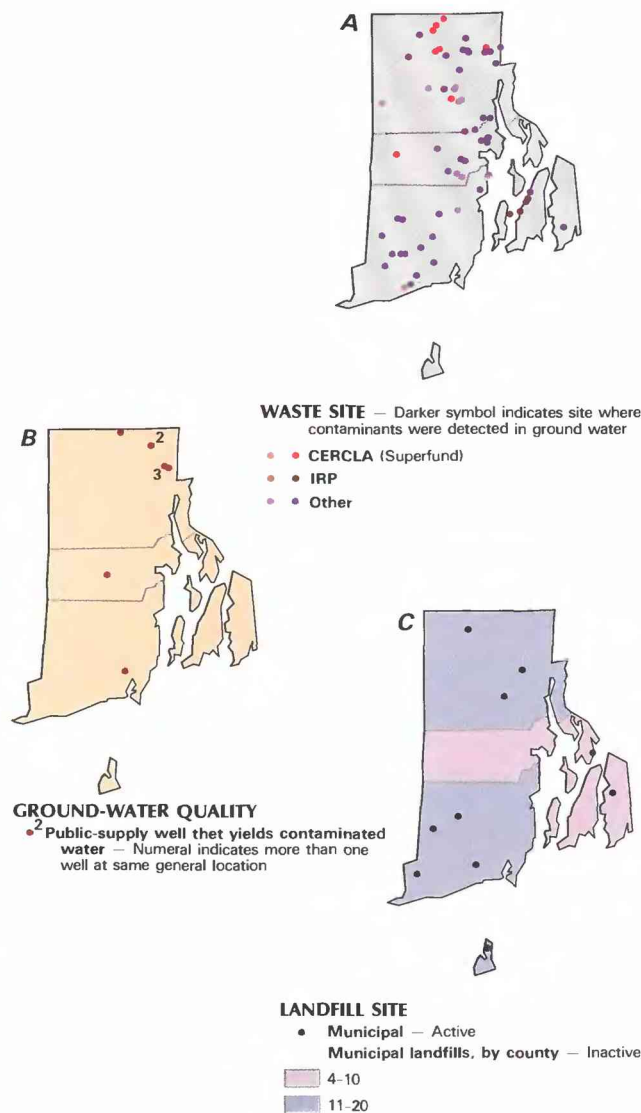 A
WASTE SITE — Darker symbol indicates site where
contaminants were detected in ground water
CERCLA (Superfund)
IRP
Other
B
2
3
GROUND-WATER QUALITY
2 Public-supply well thet yields contaminated
water — Numeral indicates more than one
well at same general location
C
LANDFILL SITE
Municipal — Active
Municipal landfills, by county — Inactive
4-10
11-20